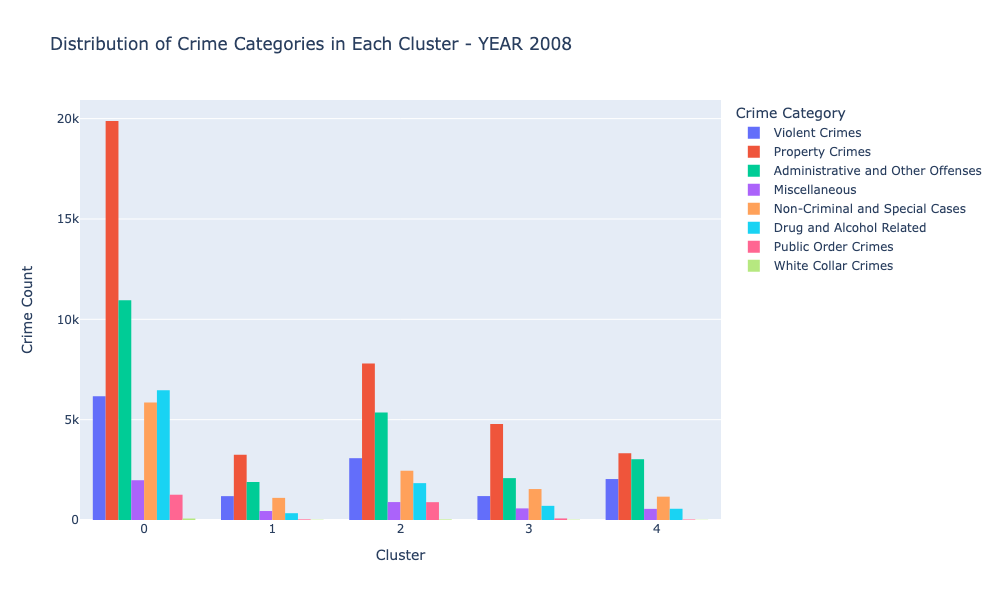 Distribution of Crime Categories in Each Cluster - YEAR 2008
Crime Category
Violent Crimes
Property Crimes
Administrative and Other Offenses
Miscellaneous
Non-Criminal and Special Cases
Drug and Alcohol Related
Public Order Crimes
White Collar Crimes
Crime Count
20k
15k
10k
5k
0
0 1 2 3 4
Cluster